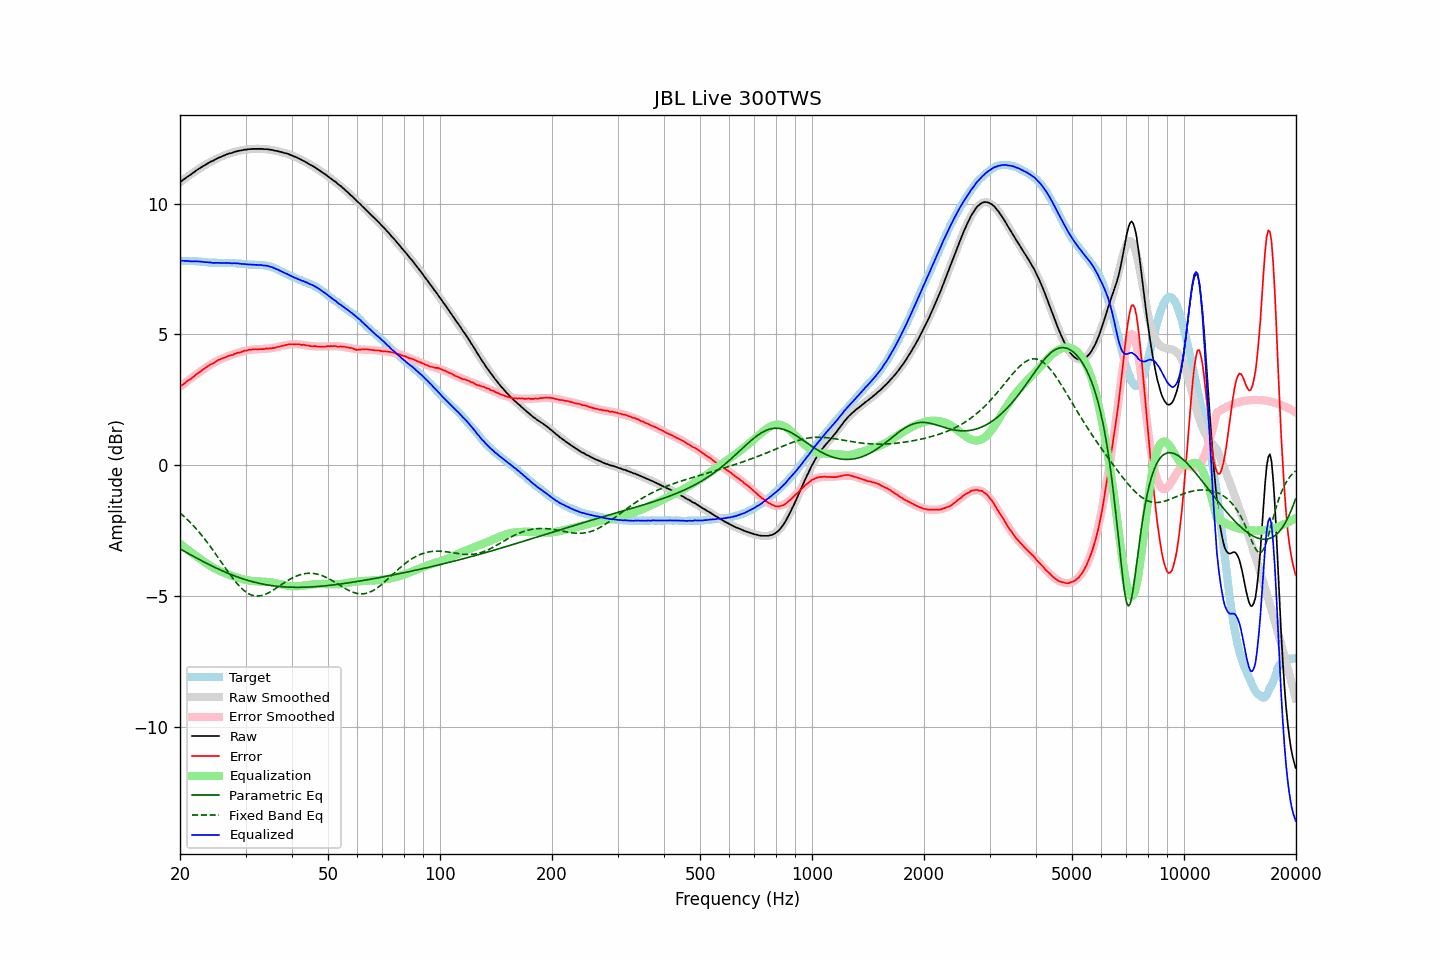 JBL Live 300TWS
Amplitude (dBr)
10
5
0
−5
−10
Target
Raw Smoothed
Error Smoothed
Raw
Error
Equalization
Parametric Eq
Fixed Band Eq
Equalized
20 50 100 200 500 1000 2000 5000 10000 20000
Frequency (Hz)